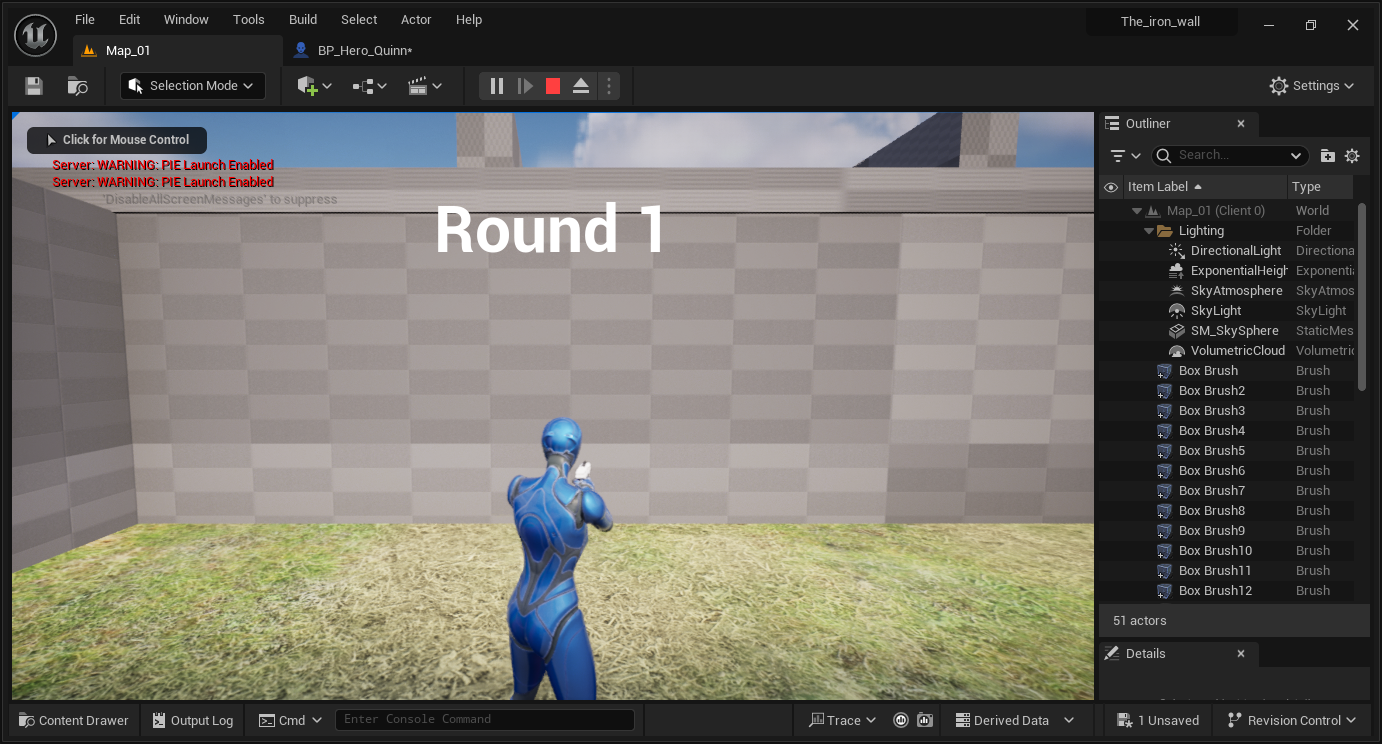 File Edit Window Tools Build Select Actor Help
The_iron_wall
Map_01
BP_Hero_Quinn*
Selection Mode
Settings
Click for Mouse Control
Server: WARNING: PIE Launch Enabled
Server: WARNING: PIE Launch Enabled
'DisableAllScreenMessages' to suppress
Round 1
Outliner
Search...
Item Label Type
Map_01 (Client 0) World
Lighting Folder
DirectionalLight Directiona
ExponentialHeigh Exponentia
SkyAtmosphere SkyAtmos
SkyLight SkyLight
SM_SkySphere StaticMes
VolumetricCloud Volumetric
Box Brush Brush
Box Brush2 Brush
Box Brush3 Brush
Box Brush4 Brush
Box Brush5 Brush
Box Brush6 Brush
Box Brush7 Brush
Box Brush8 Brush
Box Brush9 Brush
Box Brush10 Brush
Box Brush11 Brush
Box Brush12 Brush
51 actors
Details
Content Drawer Output Log Cmd Enter Console Command Trace Derived Data 1 Unsaved Revision Control